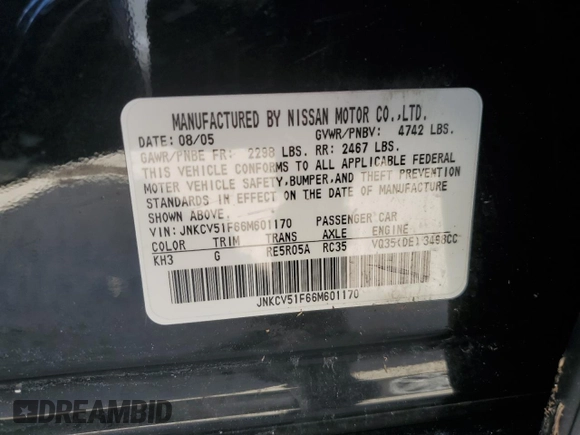 MANUFACTURED BY NISSAN MOTOR CO.,LTD.
DATE: 08/05 GVWR/PNBV: 4742 LBS.
GAWR/PNBE FR: 2298 LBS. RR: 2467 LBS.
THIS VEHICLE CONFORMS TO ALL APPLICABLE FEDERAL
MOTOR VEHICLE SAFETY,BUMPER,AND THEFT PREVENTION
STANDARDS IN EFFECT ON THE DATE OF MANUFACTURE
SHOWN ABOVE.
VIN: JNKCV51F66M601170 PASSENGER CAR
COLOR TRIM TRANS AXLE ENGINE
KH3 G RE5R05A RC35 VQ35(DE)3498CC
JNKCV51F66M601170
DREAMBID